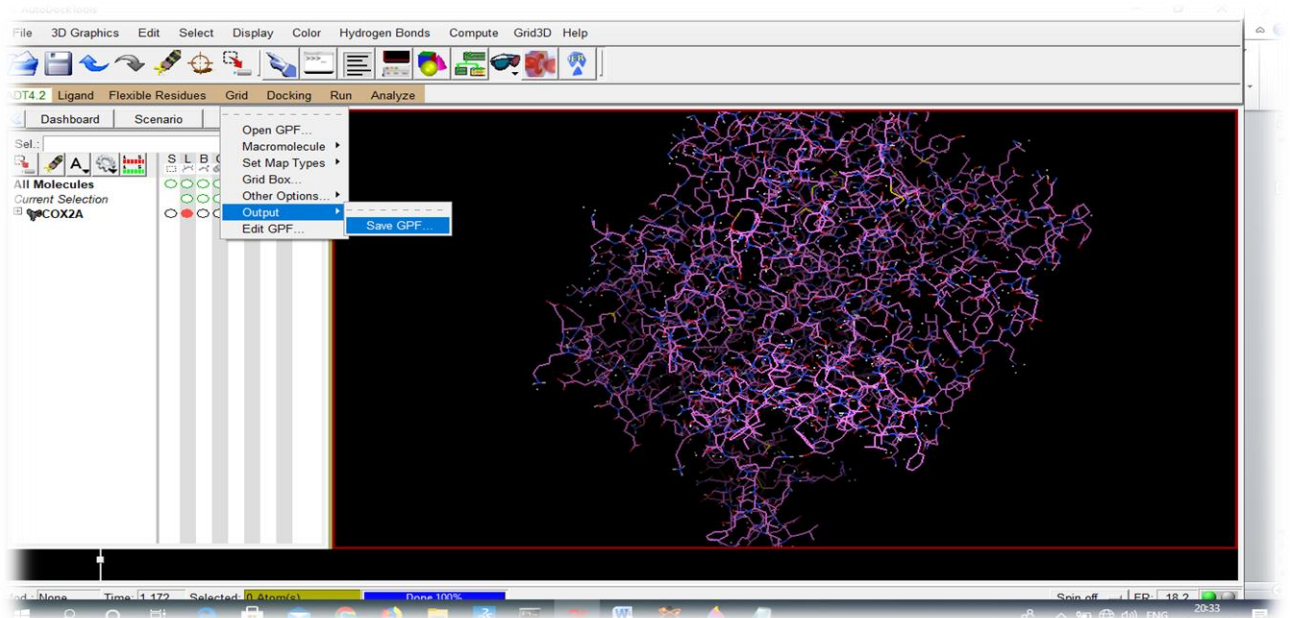 AutoDockTools
File 3D Graphics Edit Select Display Color Hydrogen Bonds Compute Grid3D Help
ADT4.2 Ligand Flexible Residues Grid Docking Run Analyze
Dashboard Scenario
Open GPF...
Macromolecule
Set Map Types
Grid Box...
Other Options...
Output
Save GPF...
Edit GPF...
Sel.:
S L B C
All Molecules
Current Selection
COX2A
Mod.: None Time: 1.172 Selected: 0 Atom(s) Done 100% Spin off FR: 18.2
ENG 20:33